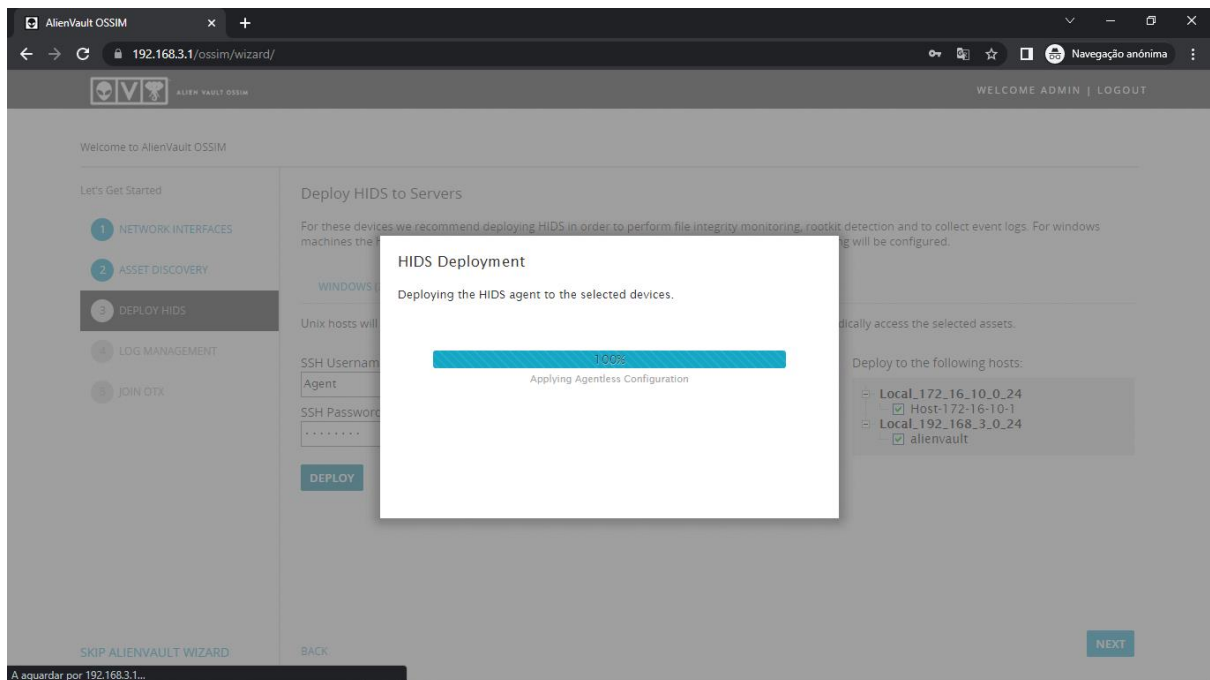 AlienVault OSSIM
192.168.3.1/ossim/wizard/
Navegação anónima
ALIEN VAULT OSSIM
WELCOME ADMIN | LOGOUT
Welcome to AlienVault OSSIM
Let's Get Started
1 NETWORK INTERFACES
2 ASSET DISCOVERY
3 DEPLOY HIDS
4 LOG MANAGEMENT
5 JOIN OTX
SKIP ALIENVAULT WIZARD
Deploy HIDS to Servers
For these devices we recommend deploying HIDS in order to perform file integrity monitoring, rootkit detection and to collect event logs. For windows
machines the g will be configured.
WINDOWS
Unix hosts will dically access the selected assets.
SSH Usernam
Agent
SSH Password
DEPLOY
Deploy to the following hosts:
Local_172_16_10_0_24
Host-172-16-10-1
Local_192_168_3_0_24
alienvault
HIDS Deployment
Deploying the HIDS agent to the selected devices.
100%
Applying Agentless Configuration
BACK
NEXT
A aguardar por 192.168.3.1...